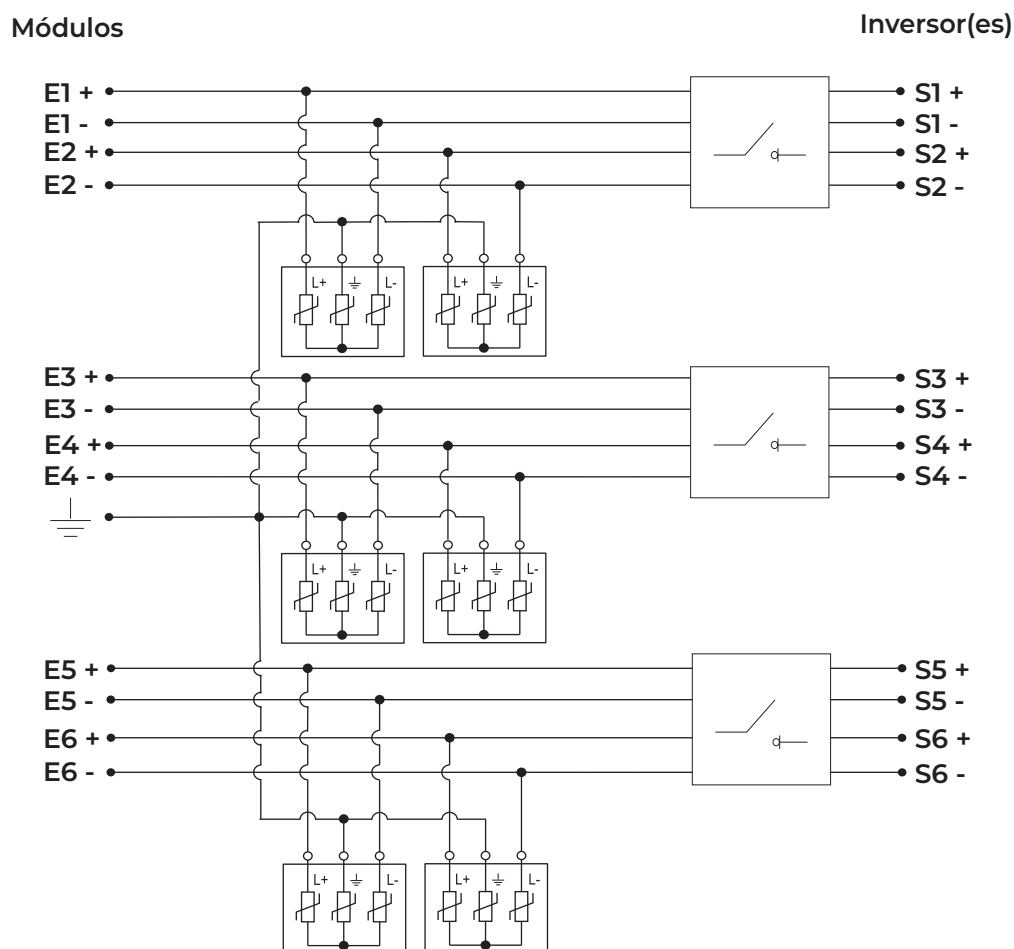 Módulos
Inversor(es)
E1 +
S1 +
E1 -
S1 -
E2 +
S2 +
E2 -
S2 -
L+ L- L+ L-
E3 +
S3 +
E3 -
S3 -
E4 +
S4 +
E4 -
S4 -
L+ L- L+ L-
E5 +
S5 +
E5 -
S5 -
E6 +
S6 +
E6 -
S6 -
L+ L- L+ L-